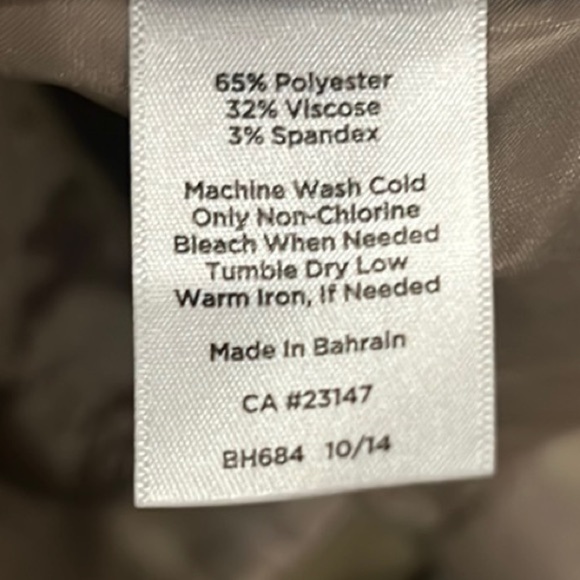 65% Polyester
32% Viscose
3% Spandex
Machine Wash Cold
Only Non-Chlorine
Bleach When Needed
Tumble Dry Low
Warm Iron, If Needed
Made In Bahrain
CA #23147
BH684 10/14